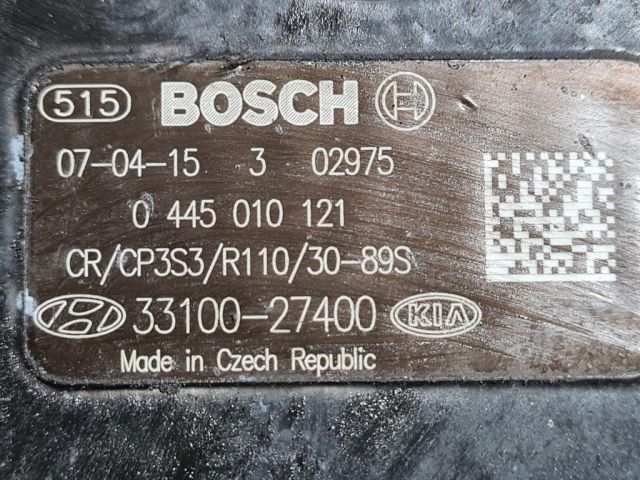 515 BOSCH
07-04-15 3 02975
0 445 010 121
CR/CP3S3/R110/30-89S
33100-27400 KIA
Made in Czech Republic